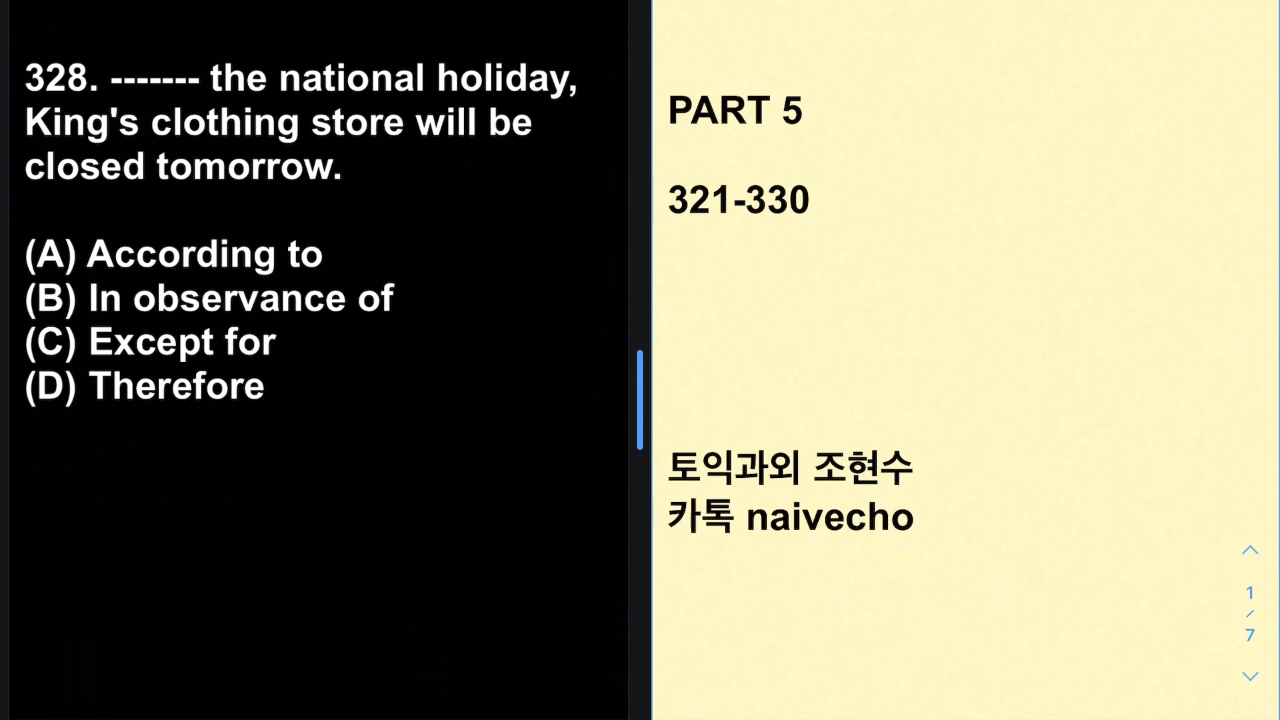 328. ------- the national holiday,
King's clothing store will be
closed tomorrow.
(A) According to
(B) In observance of
(C) Except for
(D) Therefore
PART 5
321-330
토익과외 조현수
카톡 naivecho
1
/
7